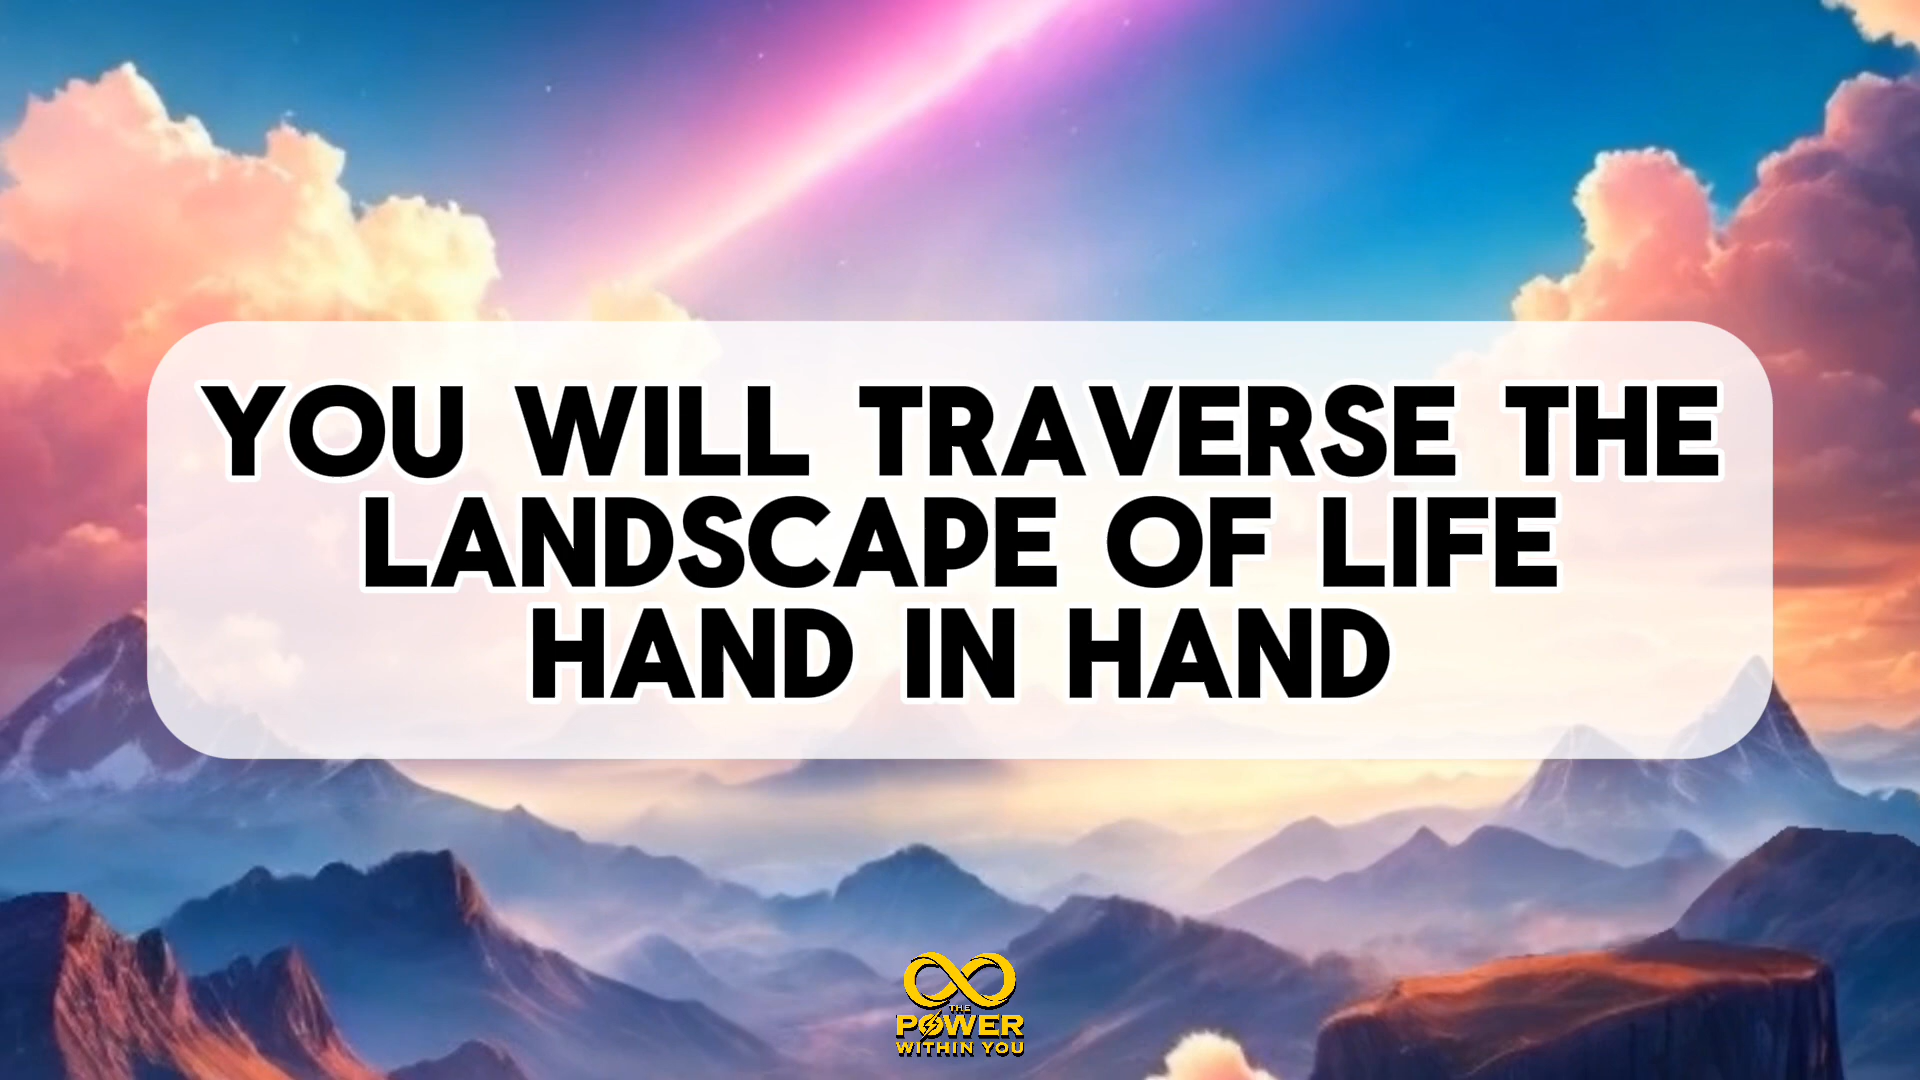 YOU WILL TRAVERSE THE
LANDSCAPE OF LIFE
HAND IN HAND
THE
POWER
WITHIN YOU